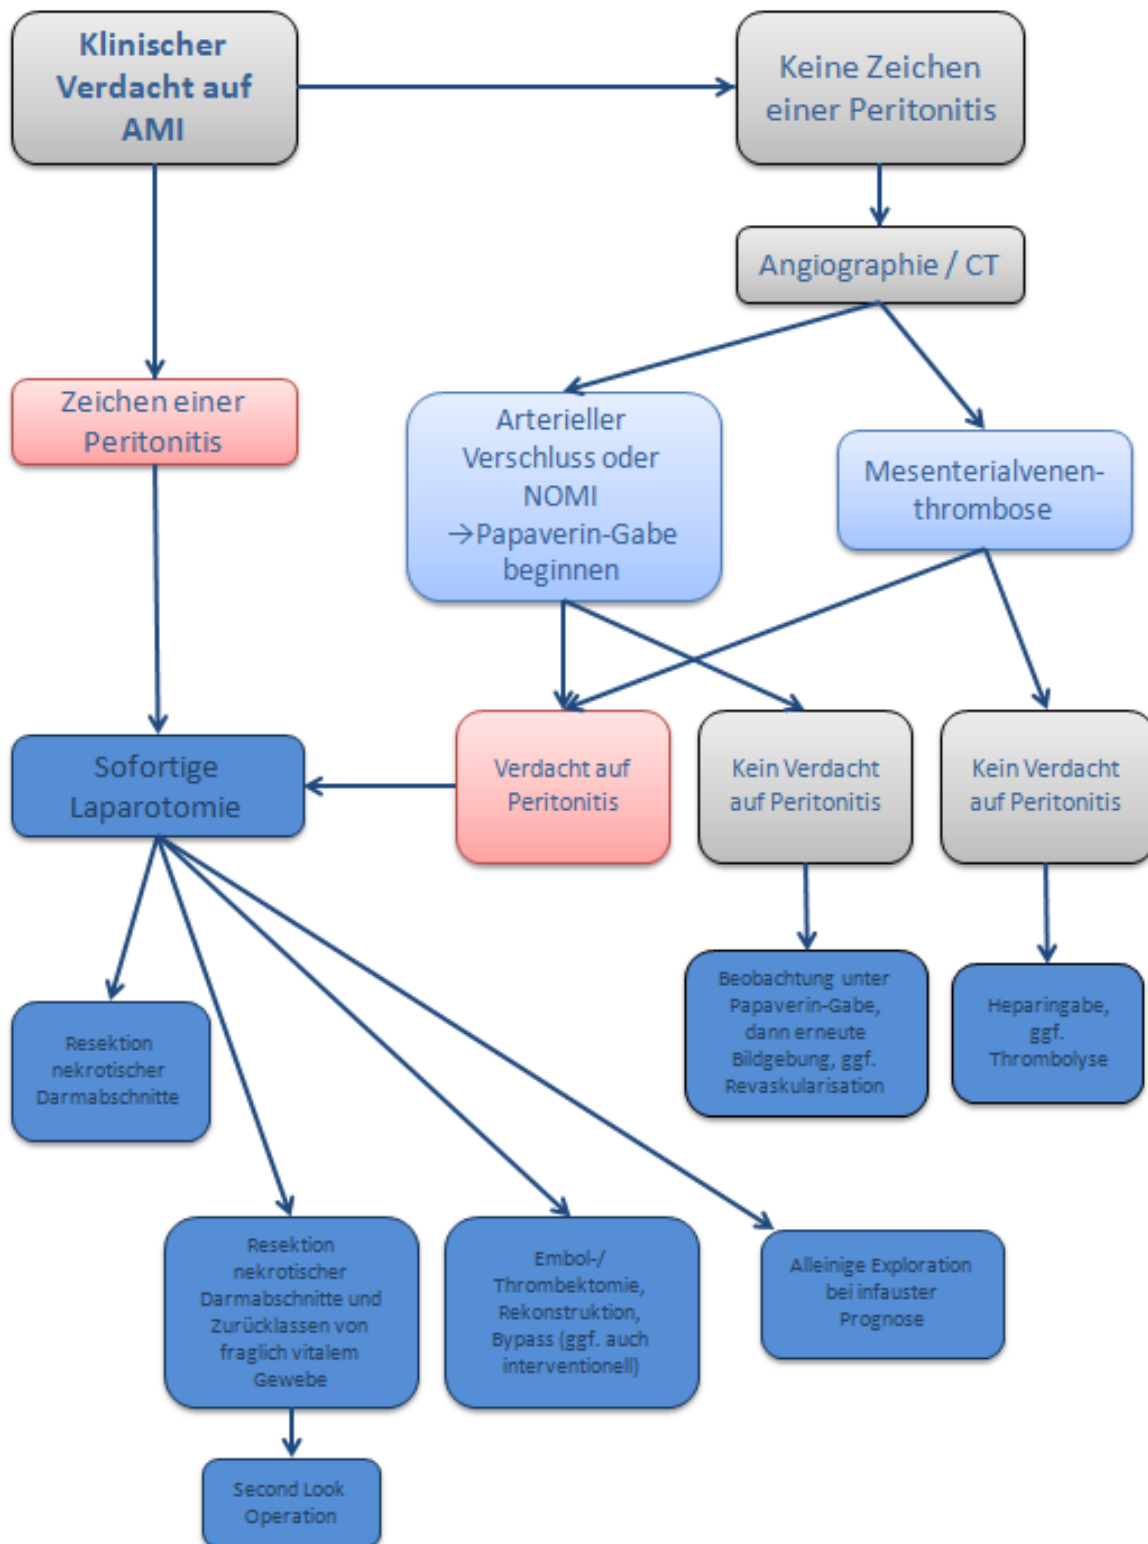 Klinischer
Verdacht auf
AMI
Keine Zeichen
einer Peritonitis
Angiographie / CT
Zeichen einer
Peritonitis
Arterieller
Verschluss oder
NOMI
→Papaverin-Gabe
beginnen
Mesenterialvenen-
thrombose
Sofortige
Laparotomie
Verdacht auf
Peritonitis
Kein Verdacht
auf Peritonitis
Kein Verdacht
auf Peritonitis
Resektion
nekrotischer
Darmabschnitte
Beobachtung unter
Papaverin-Gabe,
dann erneute
Bildgebung, ggf.
Revaskularisation
Heparingabe,
ggf.
Thrombolyse
Resektion
nekrotischer
Darmabschnitte und
Zurücklassen von
fraglich vitalem
Gewebe
Embol-/
Thrombektomie,
Rekonstruktion,
Bypass (ggf. auch
interventionell)
Alleinige Exploration
bei infauster
Prognose
Second Look
Operation